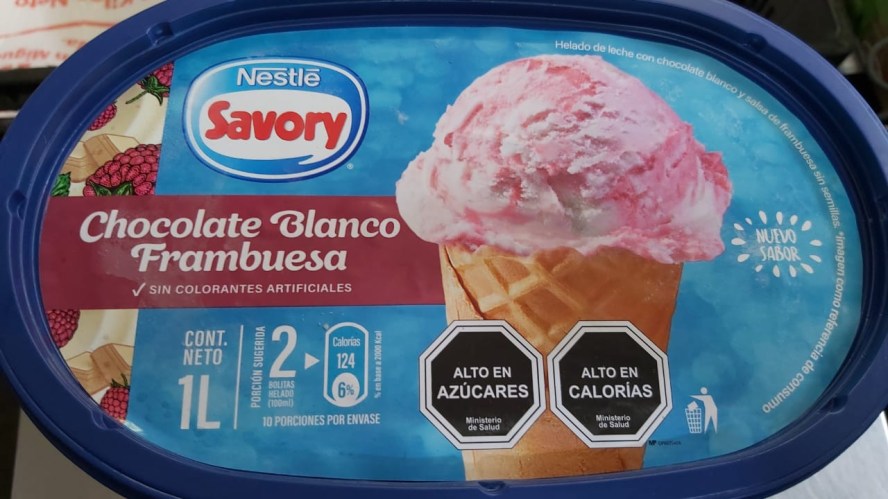 Helado de leche con chocolate blanco y salsa de frambuesa sin semillas. *Imagen como referencia de consumo
Nestlé
Savory
Chocolate Blanco
Frambuesa
✓ SIN COLORANTES ARTIFICIALES
NUEVO
SABOR
CONT.
NETO
1L
PORCIÓN SUGERIDA
2
BOLITAS
HELADO
(100ml)
Calorías
124
6%
% en base a 2000 Kcal
10 PORCIONES POR ENVASE
ALTO EN
AZÚCARES
Ministerio
de Salud
ALTO EN
CALORÍAS
Ministerio
de Salud